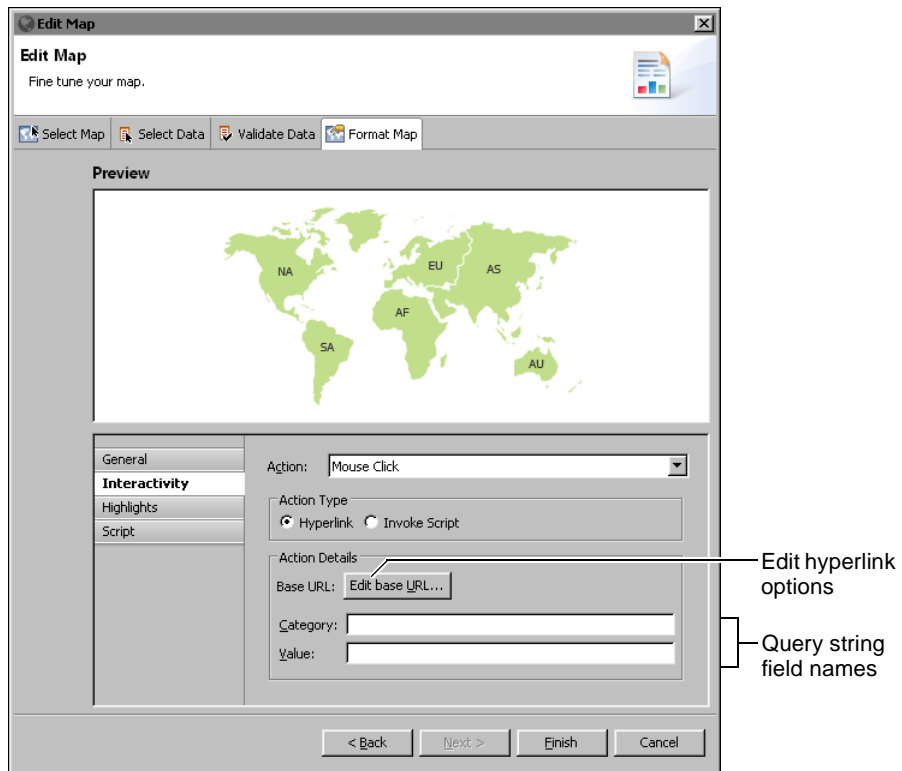 Edit Map
Edit Map
Fine tune your map.
Select Map
Select Data
Validate Data
Format Map
Preview
NA
EU
AS
AF
SA
AU
General
Interactivity
Highlights
Script
Action:
Mouse Click
Action Type
Hyperlink
Invoke Script
Action Details
Base URL:
Edit base URL...
Category:
Value:
Edit hyperlink
options
Query string
field names
< Back
Next >
Finish
Cancel